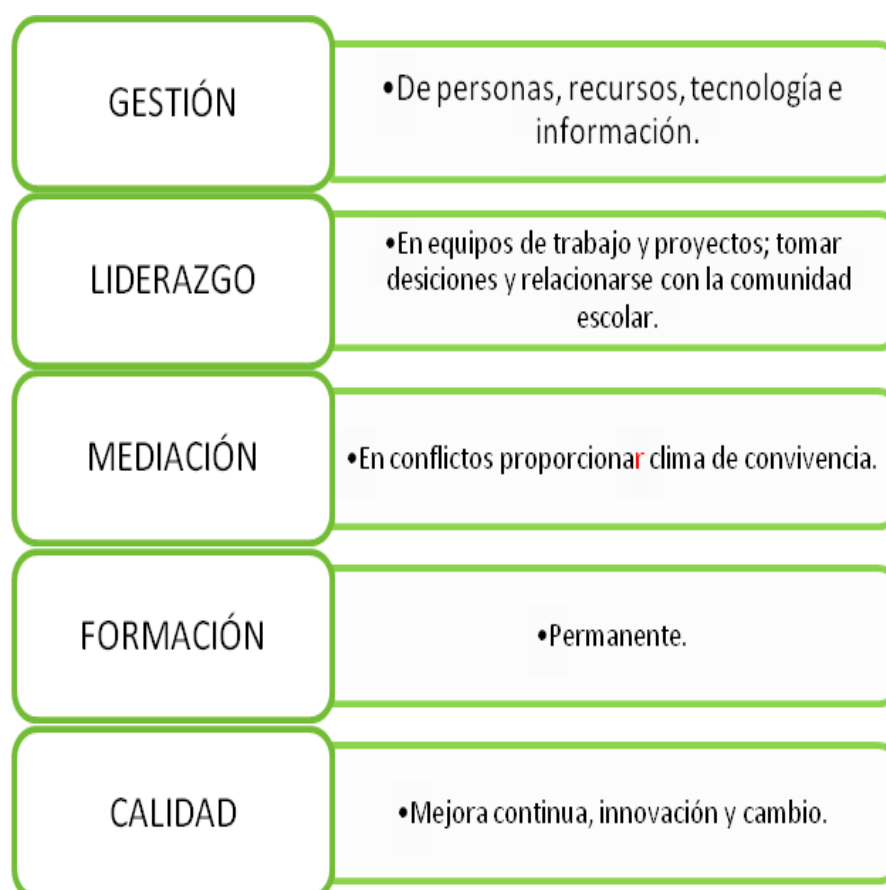 GESTIÓN
•De personas, recursos, tecnología e
información.
LIDERAZGO
•En equipos de trabajo y proyectos; tomar
desiciones y relacionarse con la comunidad
escolar.
MEDIACIÓN
•En conflictos proporcionar clima de convivencia.
FORMACIÓN
•Permanente.
CALIDAD
•Mejora continua, innovación y cambio.